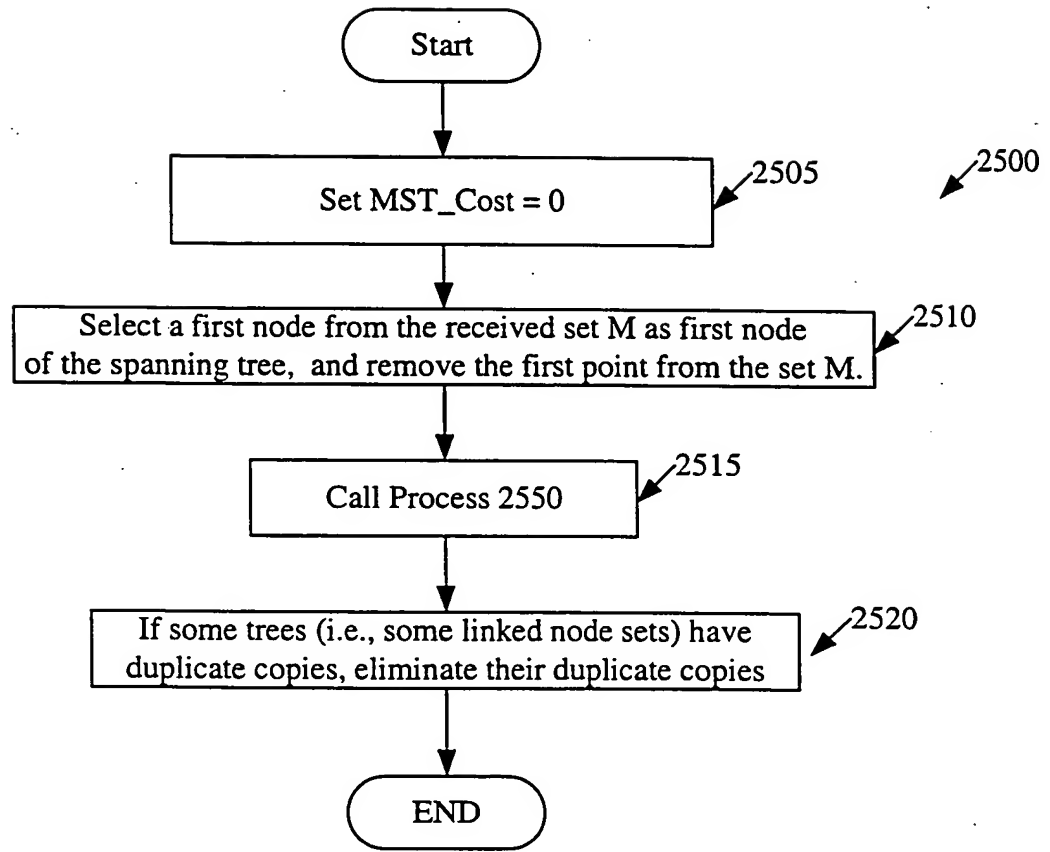 Start
Set MST_Cost = 0
2505
2500
Select a first node from the received set M as first node
of the spanning tree, and remove the first point from the set M.
2510
Call Process 2550
2515
If some trees (i.e., some linked node sets) have
duplicate copies, eliminate their duplicate copies
2520
END